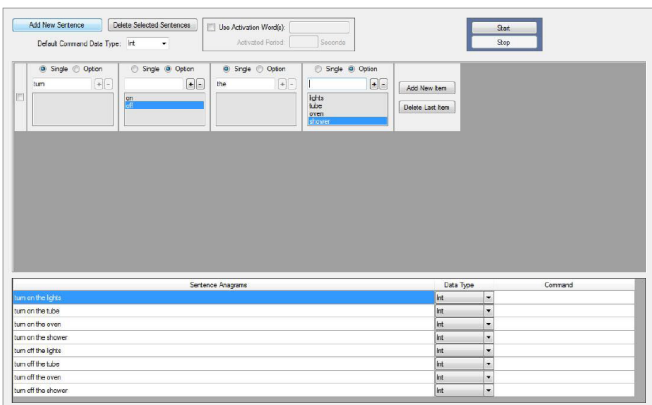 Add New Sentence Delete Selected Sentences Use Activation Word(s): Start
Default Command Data Type: Int Activated Period: Seconds Stop
Single Option Single Option Single Option Single Option
turn + - + - the + - + - Add New Item
on lights
off tube Delete Last Item
oven
shower
Sentence Anagrams Data Type Command
turn on the lights Int
turn on the tube Int
turn on the oven Int
turn on the shower Int
turn off the lights Int
turn off the tube Int
turn off the oven Int
turn off the shower Int